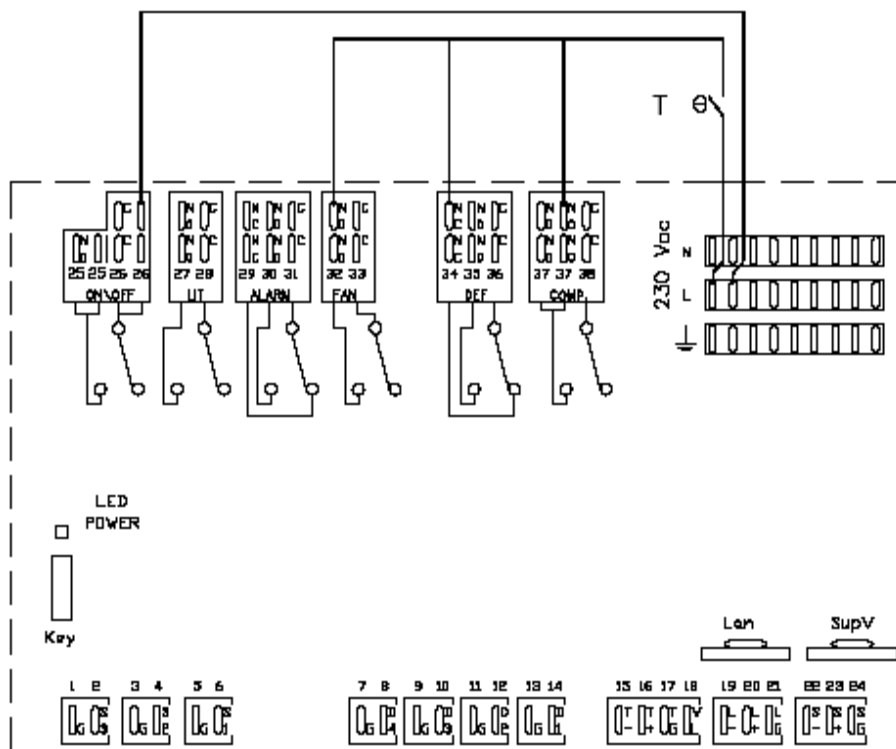 T
N O
C
N O
C
N C
N O
C
N O
C
N C
N O
C
N O
N O
C
25 25 26 26
27 28
29 30 31
32 33
34 35 36
37 37 38
ON\OFF
LIT
ALARM
FAN
DEF
COMP.
230 Vac
N
L
LED
POWER
Key
Lan
SupV
1 2
3 4
5 6
7 8
9 10
11 12
13 14
15 16 17 18
19 20 21
22 23 24
G
G
G
G
G
G
G
T- T+ G
L- L+ G
S- S+ G